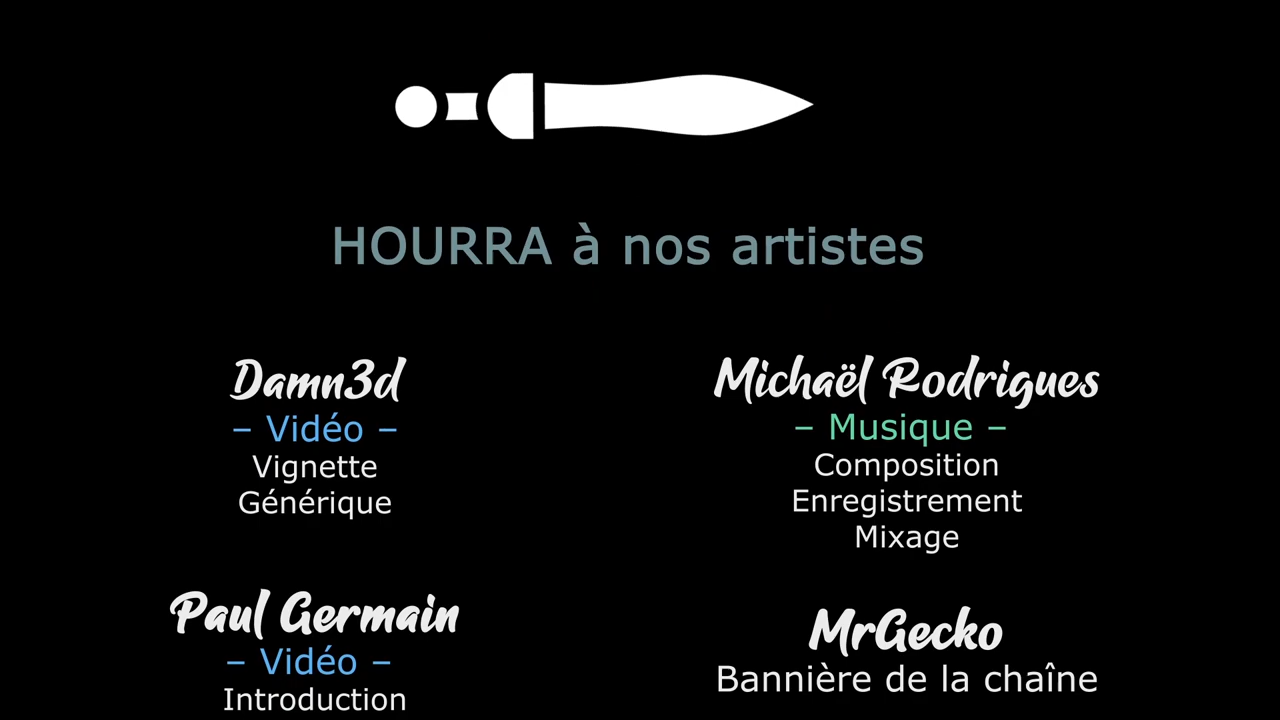 HOURRA à nos artistes
Damn3d
– Vidéo –
Vignette
Générique
Michaël Rodrigues
– Musique –
Composition
Enregistrement
Mixage
Paul Germain
– Vidéo –
Introduction
MrGecko
Bannière de la chaîne